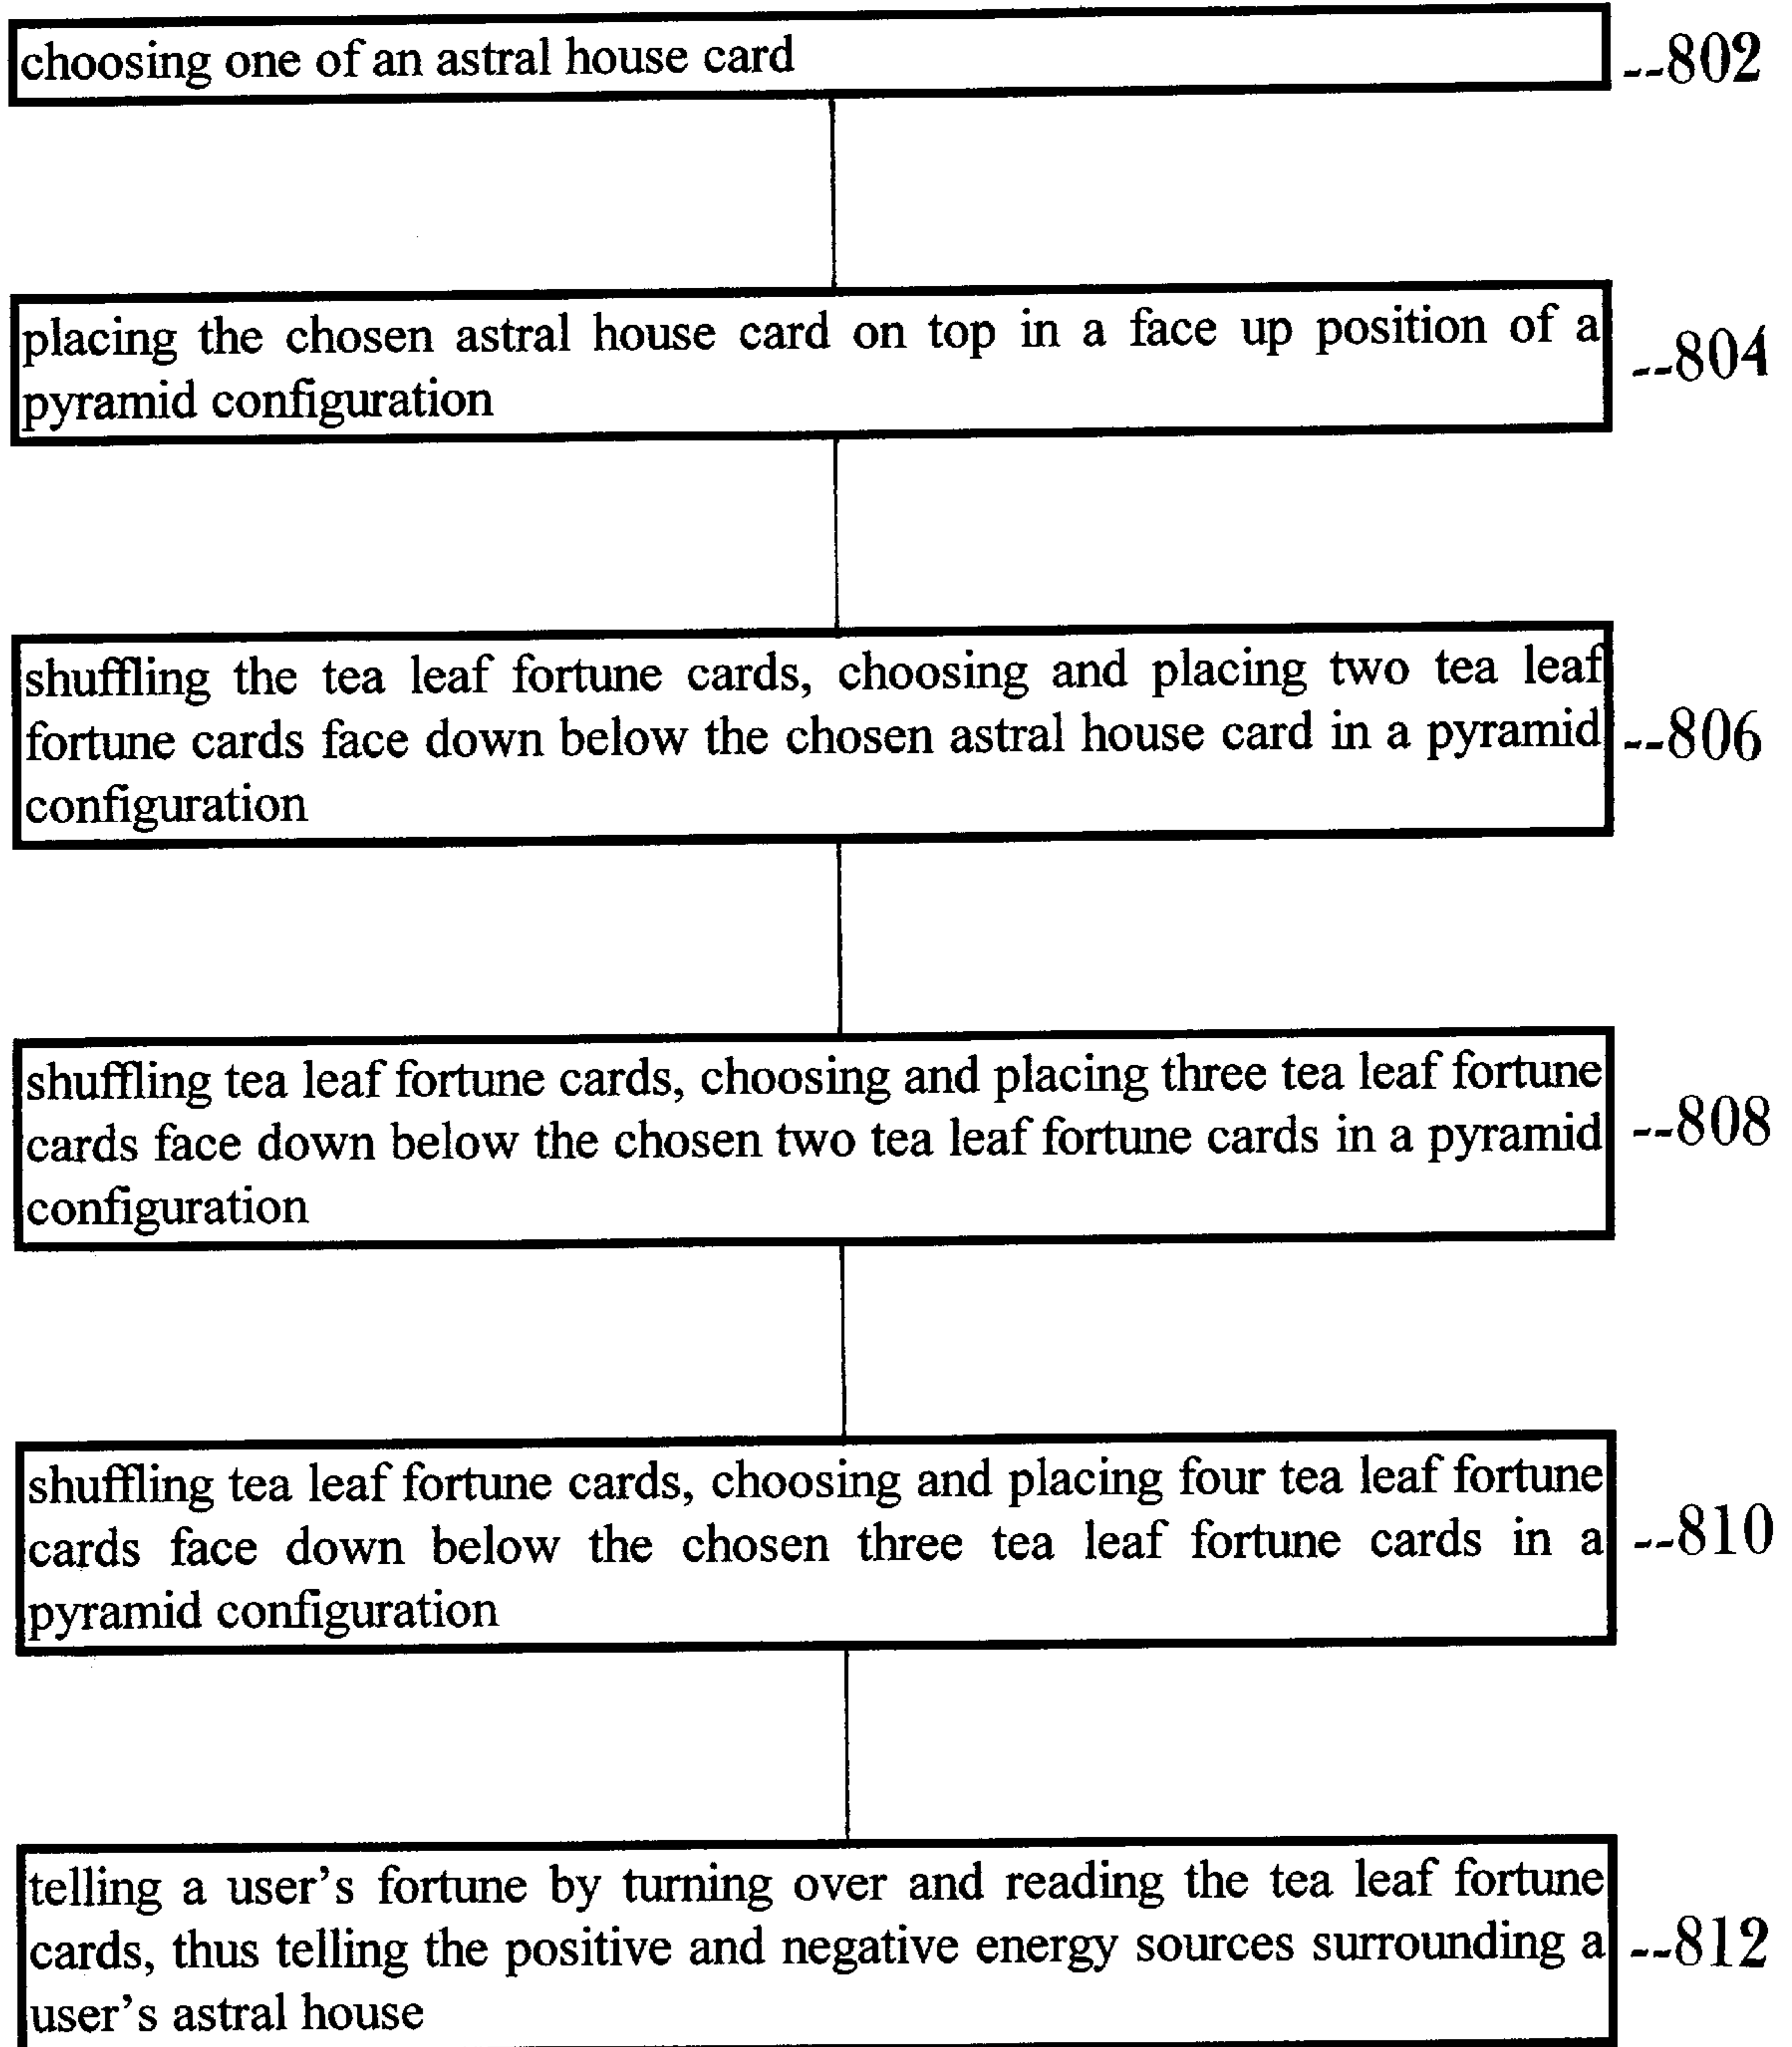 choosing one of an astral house card --802
placing the chosen astral house card on top in a face up position of a
pyramid configuration
--804
shuffling the tea leaf fortune cards, choosing and placing two tea leaf
fortune cards face down below the chosen astral house card in a pyramid
configuration
--806
shuffling tea leaf fortune cards, choosing and placing three tea leaf fortune
cards face down below the chosen two tea leaf fortune cards in a pyramid
configuration
--808
shuffling tea leaf fortune cards, choosing and placing four tea leaf fortune
cards face down below the chosen three tea leaf fortune cards in a
pyramid configuration
--810
telling a user's fortune by turning over and reading the tea leaf fortune
cards, thus telling the positive and negative energy sources surrounding a
user's astral house
--812